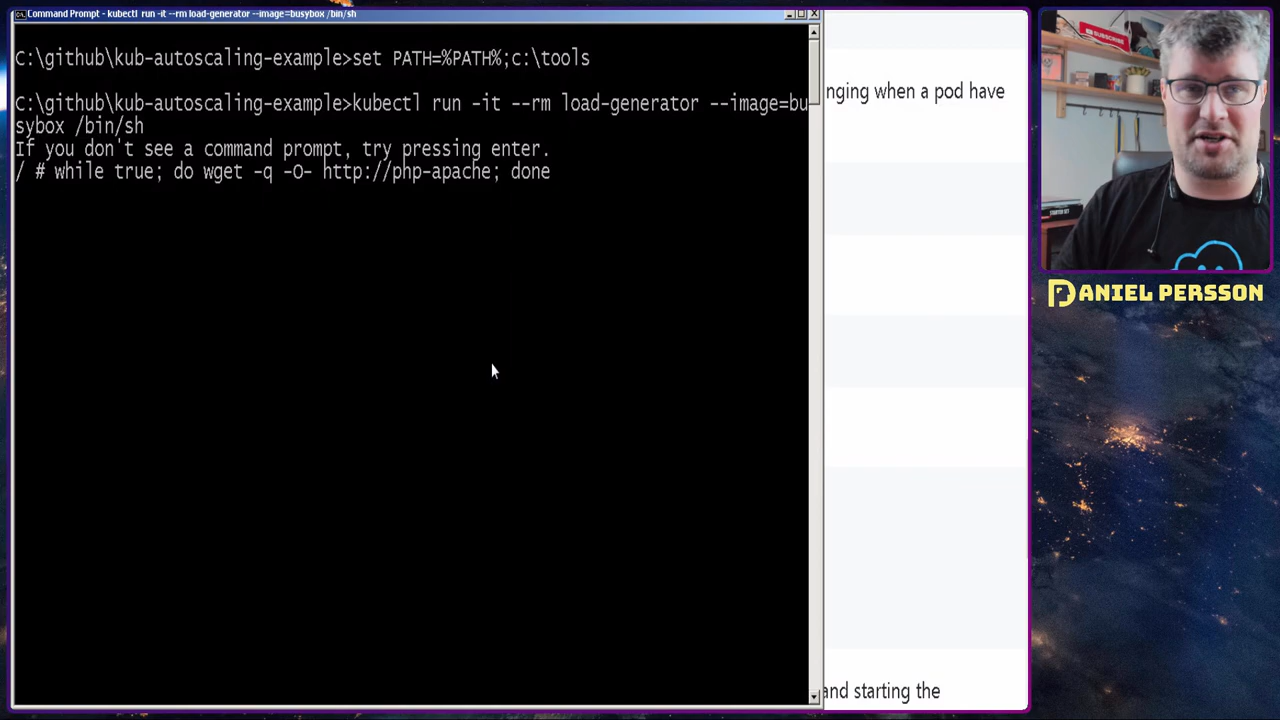 Command Prompt - kubectl run -it --rm load-generator --image=busybox /bin/sh
C:\github\kub-autoscaling-example>set PATH=%PATH%;c:\tools
C:\github\kub-autoscaling-example>kubectl run -it --rm load-generator --image=bu
sybox /bin/sh
If you don't see a command prompt, try pressing enter.
/ # while true; do wget -q -O- http://php-apache; done
nging when a pod have
and starting the
SUBSCRIBE
DANIEL PERSSON